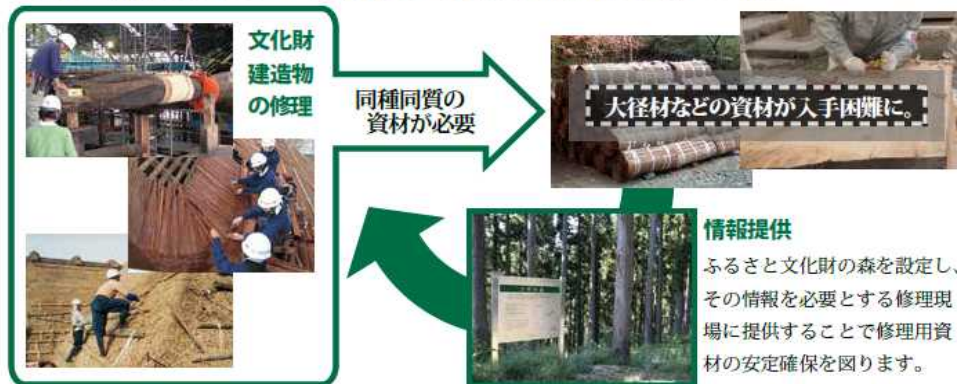 文化財
建造物
の修理
同種同質の
資材が必要
大径材などの資材が入手困難に。
情報提供
ふるさと文化財の森を設定し、
その情報を必要とする修理現
場に提供することで修理用資
材の安定確保を図ります。